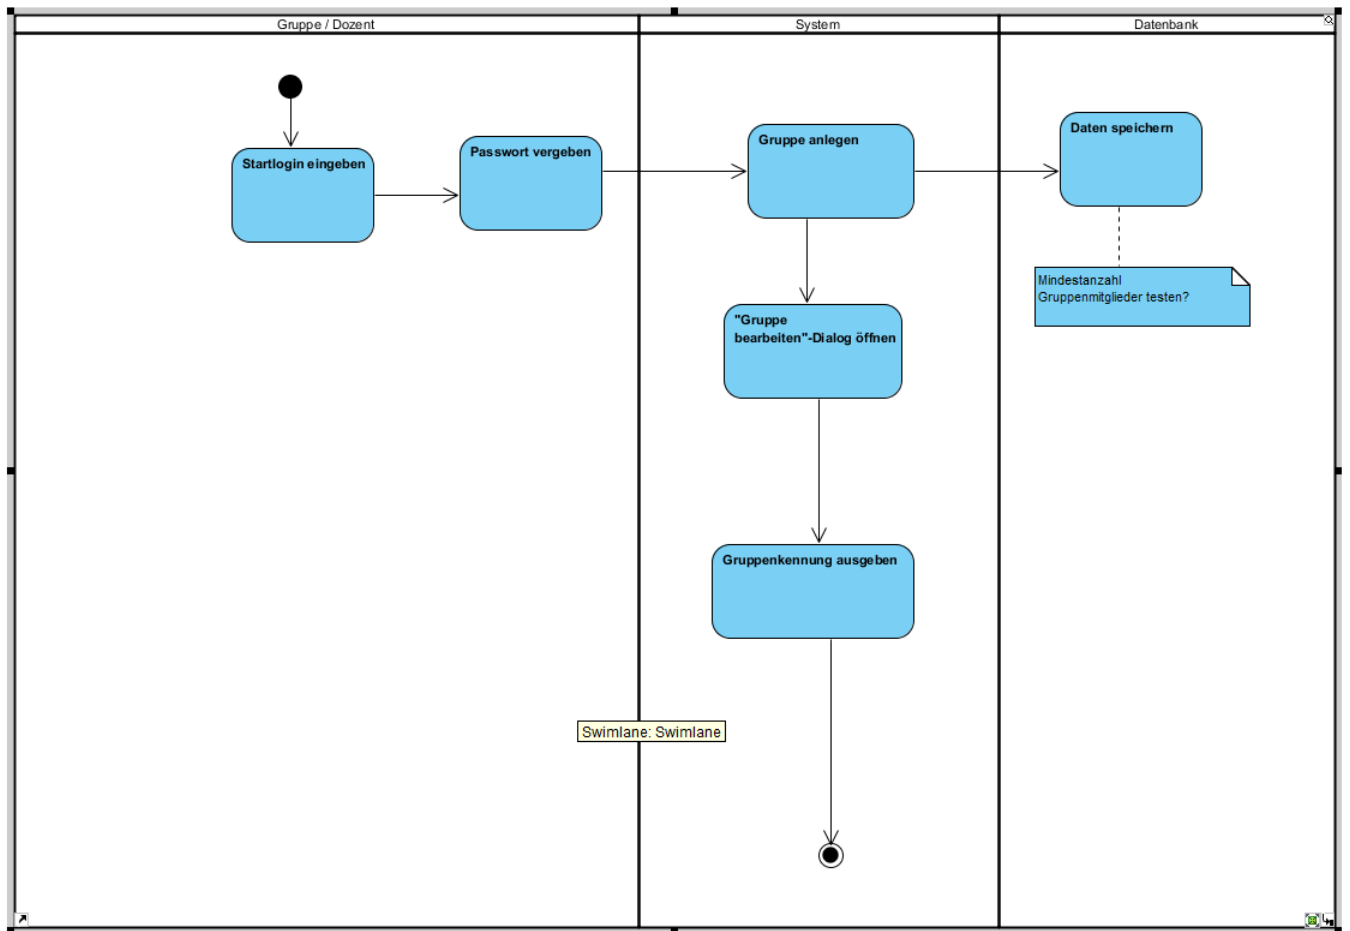 Gruppe / Dozent
System
Datenbank
Startlogin eingeben
Passwort vergeben
Gruppe anlegen
Daten speichern
Mindestanzahl
Gruppenmitglieder testen?
"Gruppe
bearbeiten"-Dialog öffnen
Gruppenkennung ausgeben
Swimlane: Swimlane